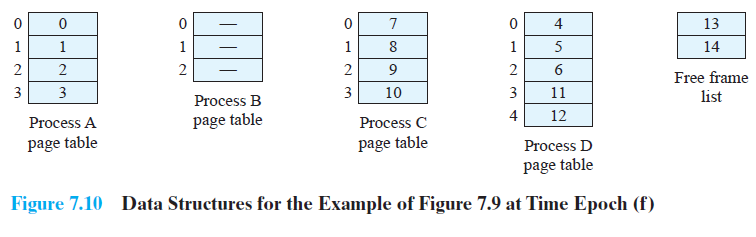 0 0 0 — 0 7 0 4 13
1 1 1 — 1 8 1 5 14
2 2 2 — 2 9 2 6 Free frame
3 3 Process B 3 10 3 11 list
Process A page table Process C 4 12
page table page table Process D
page table
Figure 7.10 Data Structures for the Example of Figure 7.9 at Time Epoch (f)